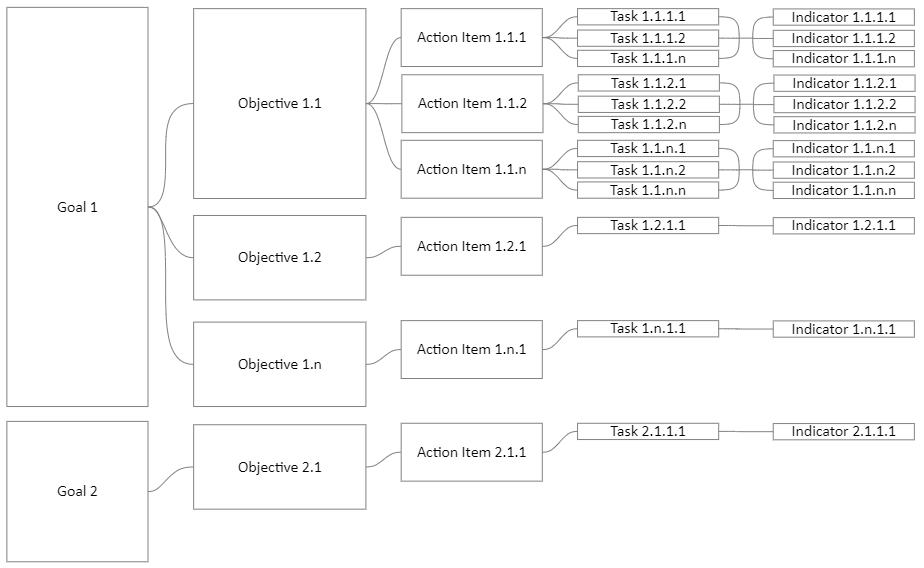 Goal 1
Objective 1.1
Action Item 1.1.1
Task 1.1.1.1
Indicator 1.1.1.1
Task 1.1.1.2
Indicator 1.1.1.2
Task 1.1.1.n
Indicator 1.1.1.n
Action Item 1.1.2
Task 1.1.2.1
Indicator 1.1.2.1
Task 1.1.2.2
Indicator 1.1.2.2
Task 1.1.2.n
Indicator 1.1.2.n
Action Item 1.1.n
Task 1.1.n.1
Indicator 1.1.n.1
Task 1.1.n.2
Indicator 1.1.n.2
Task 1.1.n.n
Indicator 1.1.n.n
Objective 1.2
Action Item 1.2.1
Task 1.2.1.1
Indicator 1.2.1.1
Objective 1.n
Action Item 1.n.1
Task 1.n.1.1
Indicator 1.n.1.1
Goal 2
Objective 2.1
Action Item 2.1.1
Task 2.1.1.1
Indicator 2.1.1.1